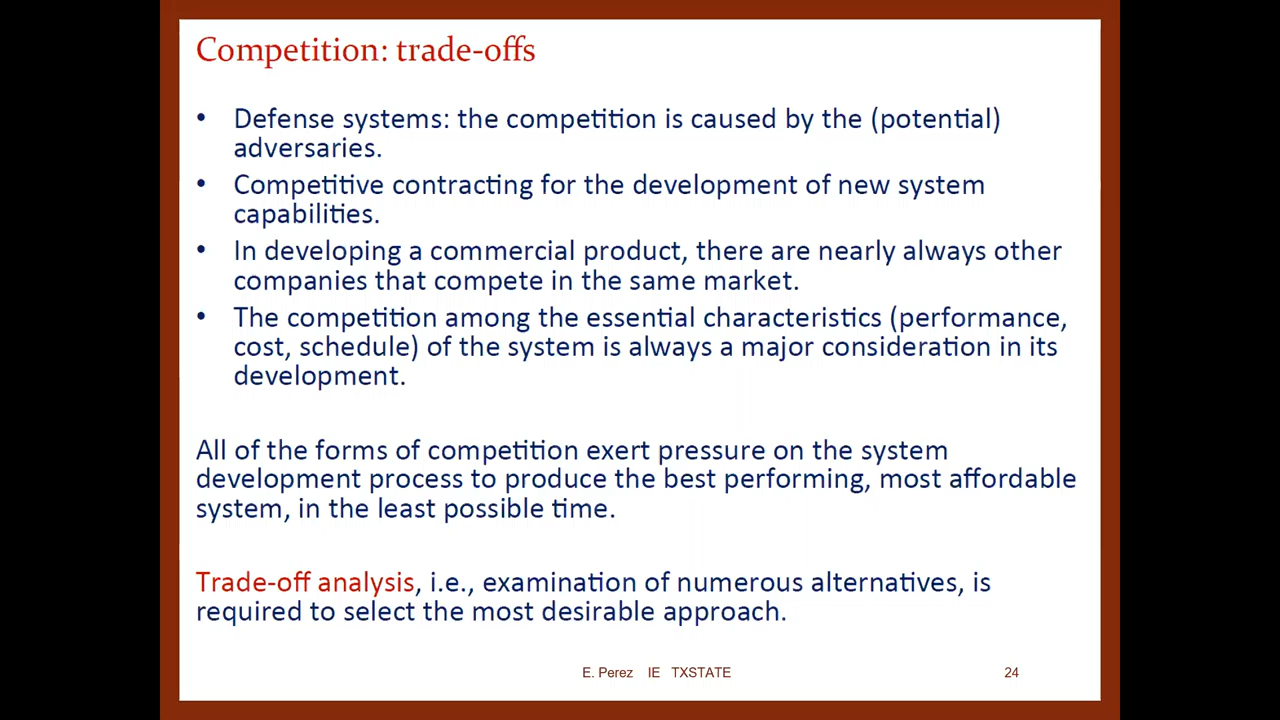 Competition: trade-offs
• Defense systems: the competition is caused by the (potential)
adversaries.
• Competitive contracting for the development of new system
capabilities.
• In developing a commercial product, there are nearly always other
companies that compete in the same market.
• The competition among the essential characteristics (performance,
cost, schedule) of the system is always a major consideration in its
development.
All of the forms of competition exert pressure on the system
development process to produce the best performing, most affordable
system, in the least possible time.
Trade-off analysis, i.e., examination of numerous alternatives, is
required to select the most desirable approach.
E. Perez IE TXSTATE 24